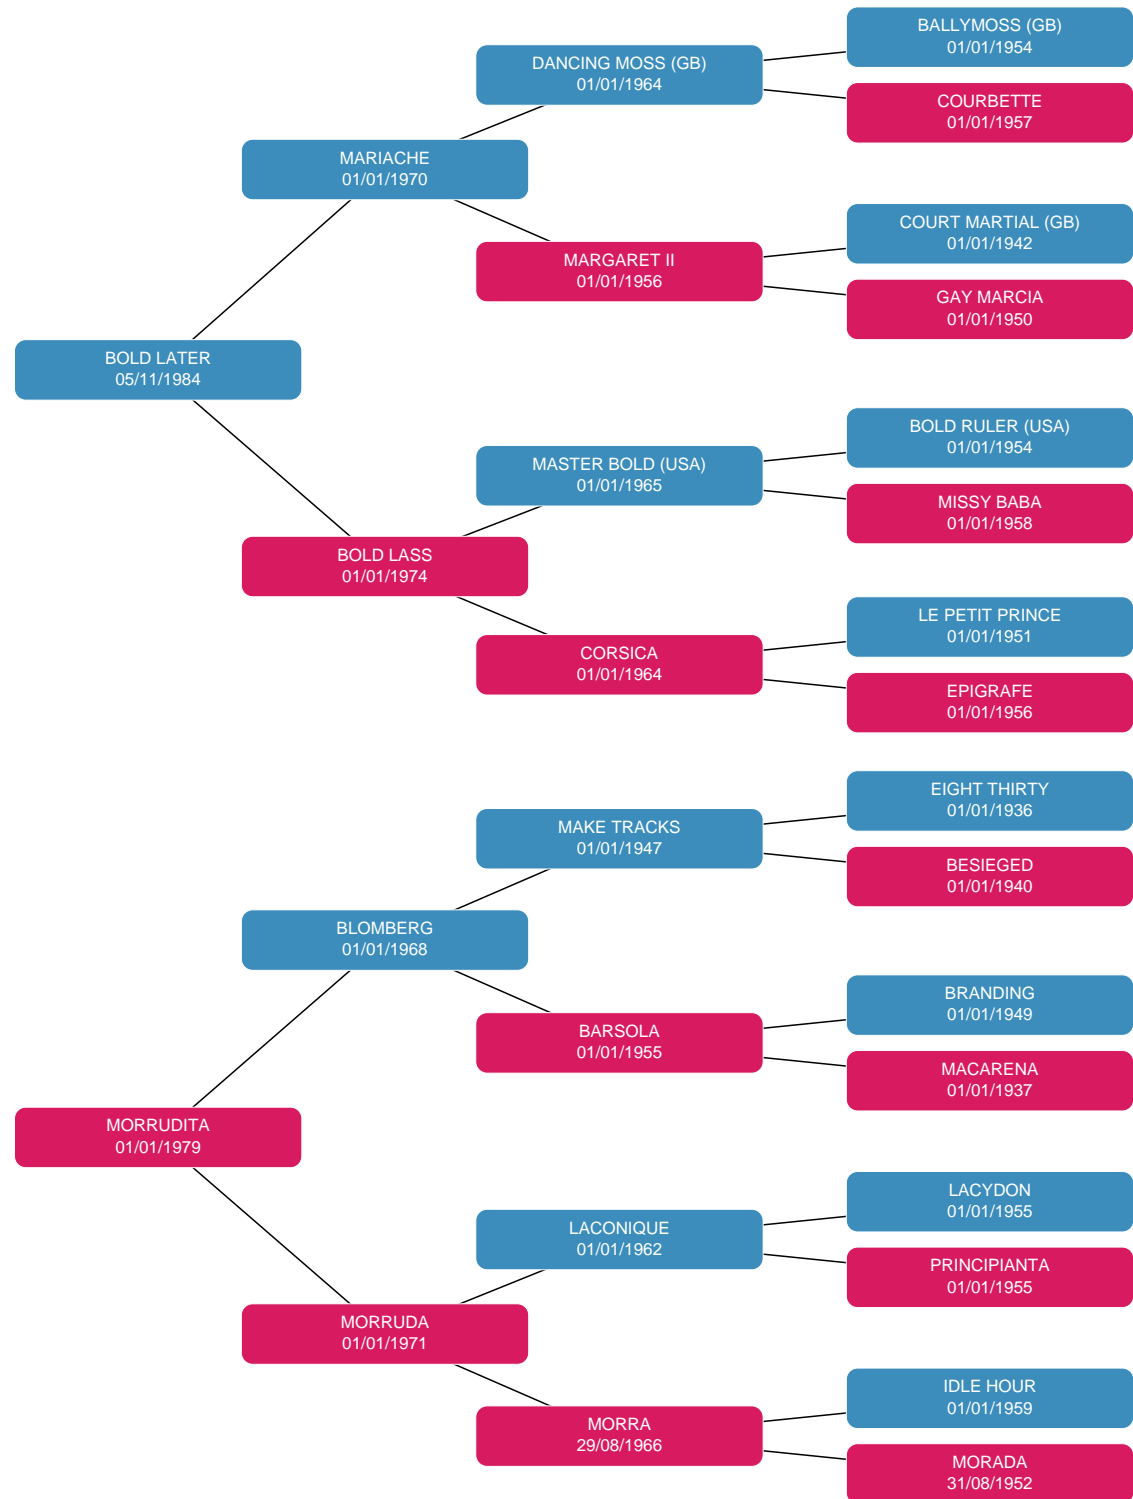 BALLYMOSS (GB)
01/01/1954
DANCING MOSS (GB)
01/01/1964
COURBETTE
01/01/1957
MARIACHE
01/01/1970
COURT MARTIAL (GB)
01/01/1942
MARGARET II
01/01/1956
GAY MARCIA
01/01/1950
BOLD LATER
05/11/1984
BOLD RULER (USA)
01/01/1954
MASTER BOLD (USA)
01/01/1965
MISSY BABA
01/01/1958
BOLD LASS
01/01/1974
LE PETIT PRINCE
01/01/1951
CORSICA
01/01/1964
EPIGRAFE
01/01/1956
EIGHT THIRTY
01/01/1936
MAKE TRACKS
01/01/1947
BESIEGED
01/01/1940
BLOMBERG
01/01/1968
BRANDING
01/01/1949
BARSOLA
01/01/1955
MACARENA
01/01/1937
MORRUDITA
01/01/1979
LACYDON
01/01/1955
LACONIQUE
01/01/1962
PRINCIPIANTA
01/01/1955
MORRUDA
01/01/1971
IDLE HOUR
01/01/1959
MORRA
29/08/1966
MORADA
31/08/1952